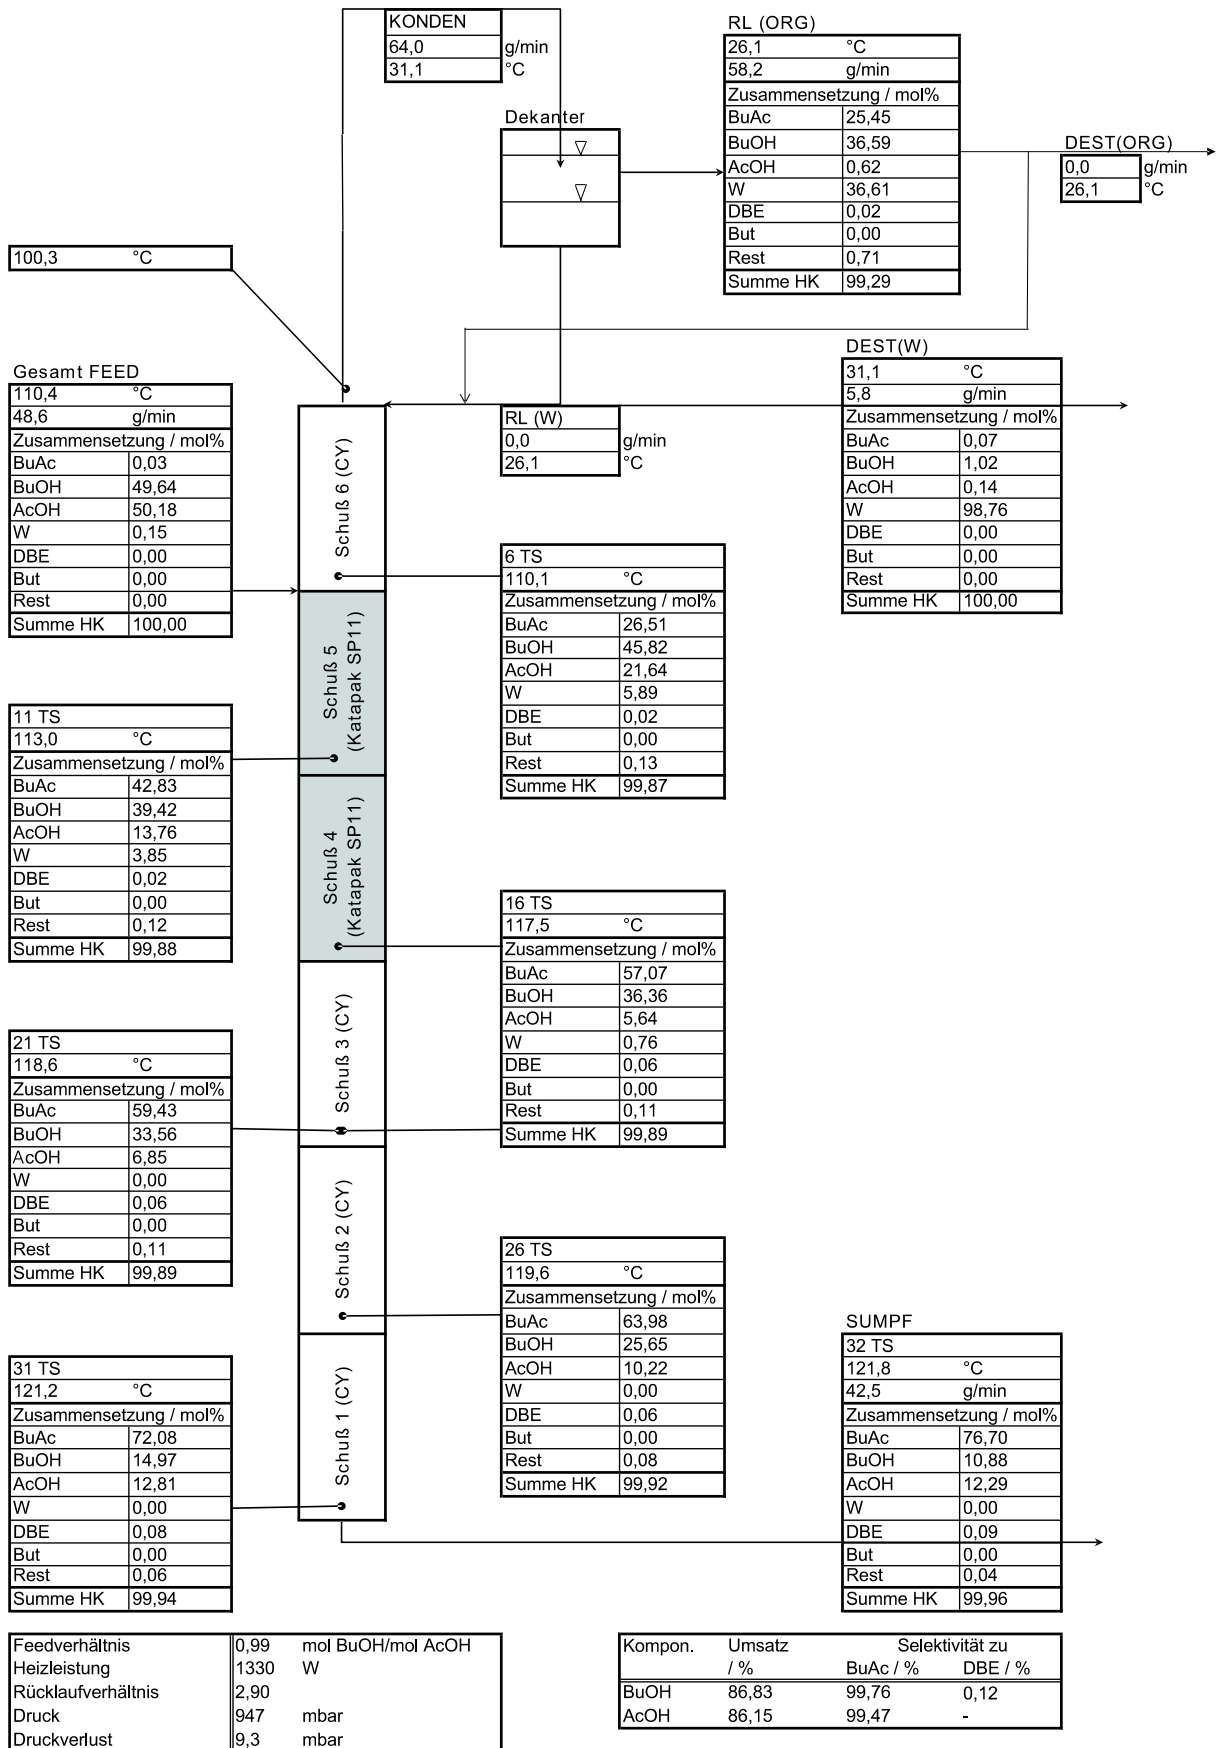 KONDEN
64,0 g/min
31,1 °C
RL (ORG)
26,1 °C
58,2 g/min
Zusammensetzung / mol%
BuAc 25,45
BuOH 36,59
AcOH 0,62
W 36,61
DBE 0,02
But 0,00
Rest 0,71
Summe HK 99,29
Dekanter
DEST(ORG)
0,0 g/min
26,1 °C
100,3 °C
Gesamt FEED
110,4 °C
48,6 g/min
Zusammensetzung / mol%
BuAc 0,03
BuOH 49,64
AcOH 50,18
W 0,15
DBE 0,00
But 0,00
Rest 0,00
Summe HK 100,00
RL (W)
0,0 g/min
26,1 °C
DEST(W)
31,1 °C
5,8 g/min
Zusammensetzung / mol%
BuAc 0,07
BuOH 1,02
AcOH 0,14
W 98,76
DBE 0,00
But 0,00
Rest 0,00
Summe HK 100,00
Schuß 6 (CY)
6 TS
110,1 °C
Zusammensetzung / mol%
BuAc 26,51
BuOH 45,82
AcOH 21,64
W 5,89
DBE 0,02
But 0,00
Rest 0,13
Summe HK 99,87
Schuß 5
(Katapak SP11)
11 TS
113,0 °C
Zusammensetzung / mol%
BuAc 42,83
BuOH 39,42
AcOH 13,76
W 3,85
DBE 0,02
But 0,00
Rest 0,12
Summe HK 99,88
Schuß 4
(Katapak SP11)
16 TS
117,5 °C
Zusammensetzung / mol%
BuAc 57,07
BuOH 36,36
AcOH 5,64
W 0,76
DBE 0,06
But 0,00
Rest 0,11
Summe HK 99,89
Schuß 3 (CY)
21 TS
118,6 °C
Zusammensetzung / mol%
BuAc 59,43
BuOH 33,56
AcOH 6,85
W 0,00
DBE 0,06
But 0,00
Rest 0,11
Summe HK 99,89
Schuß 2 (CY)
26 TS
119,6 °C
Zusammensetzung / mol%
BuAc 63,98
BuOH 25,65
AcOH 10,22
W 0,00
DBE 0,06
But 0,00
Rest 0,08
Summe HK 99,92
Schuß 1 (CY)
31 TS
121,2 °C
Zusammensetzung / mol%
BuAc 72,08
BuOH 14,97
AcOH 12,81
W 0,00
DBE 0,08
But 0,00
Rest 0,06
Summe HK 99,94
SUMPF
32 TS
121,8 °C
42,5 g/min
Zusammensetzung / mol%
BuAc 76,70
BuOH 10,88
AcOH 12,29
W 0,00
DBE 0,09
But 0,00
Rest 0,04
Summe HK 99,96
Feedverhältnis 0,99 mol BuOH/mol AcOH
Heizleistung 1330 W
Rücklaufverhältnis 2,90
Druck 947 mbar
Druckverlust 9,3 mbar
Kompon. Umsatz Selektivität zu
/ % BuAc / % DBE / %
BuOH 86,83 99,76 0,12
AcOH 86,15 99,47 -